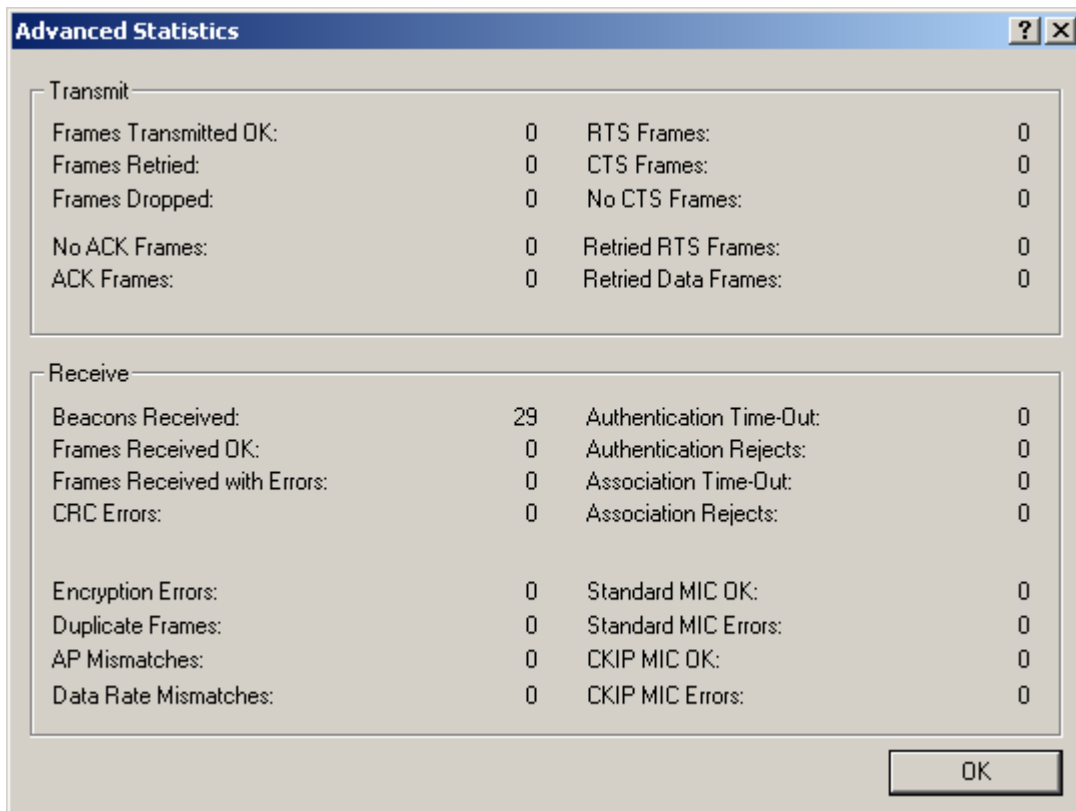 Advanced Statistics
Transmit
Frames Transmitted OK: 0 RTS Frames: 0
Frames Retried: 0 CTS Frames: 0
Frames Dropped: 0 No CTS Frames: 0
No ACK Frames: 0 Retried RTS Frames: 0
ACK Frames: 0 Retried Data Frames: 0
Receive
Beacons Received: 29 Authentication Time-Out: 0
Frames Received OK: 0 Authentication Rejects: 0
Frames Received with Errors: 0 Association Time-Out: 0
CRC Errors: 0 Association Rejects: 0
Encryption Errors: 0 Standard MIC OK: 0
Duplicate Frames: 0 Standard MIC Errors: 0
AP Mismatches: 0 CKIP MIC OK: 0
Data Rate Mismatches: 0 CKIP MIC Errors: 0
OK